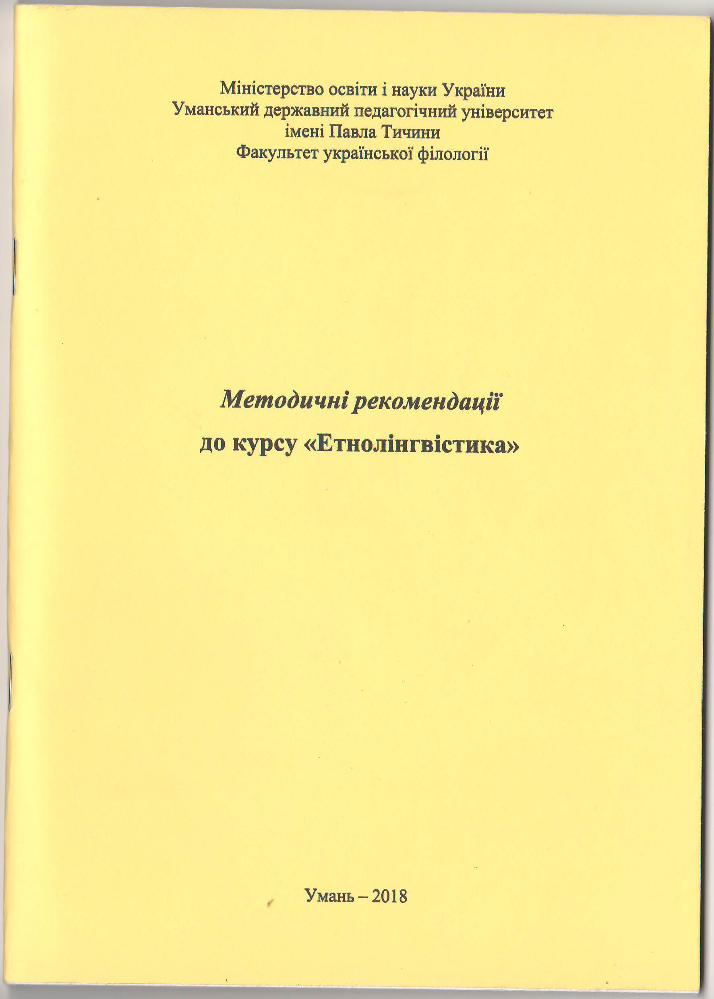 Міністерство освіти і науки України
Уманський державний педагогічний університет
імені Павла Тичини
Факультет української філології
Методичні рекомендації
до курсу «Етнолінгвістика»
Умань – 2018